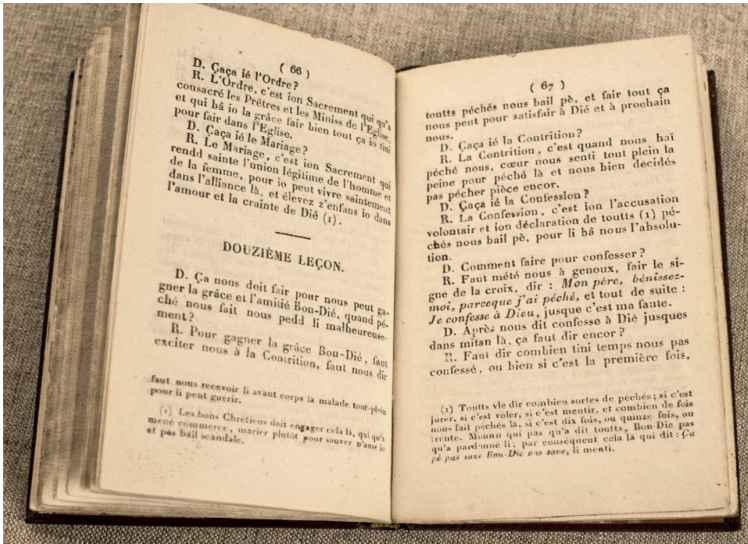 ( 66 )
D. Çaça ié l'Ordre?
R. L'Ordre, c'est ion Sacrement qui qu'a
consacré les Prêtres et les Miniss de l'Eglise,
et qui bâ io la grâce fair bien tout ça io tini
pour fair dans l'Eglise.
D. Çaça ié le Mariage?
R. Le Mariage, c'est ion Sacrement qui
rendd sainte l'union légitime de l'homme et
de la femme, pour io peut vivre saintement
dans l'alliance là, et élevez z'enfans io dans
l'amour et la crainte de Dié (1).
DOUZIÈME LEÇON.
D. Ça nous doit fair pour nous peut ga-
gner la grâce et l'amitié Bon-Dié, quand pé-
ché nous fait nous pedd li malheureuse-
ment?
R. Pour gagner la grâce Bon-Dié, faut
exciter nous à la Contrition, faut nous dir
faut nous recevoir li avant corps là malade tout-plein
pour li peut guérir.
(1) Les bons Chrétiens doit engager cela là, qui qu'a
mené commerce, marier plutôt pour sauver n'ame io
et pas bail scandale.
( 67 )
toutts péchés nous bail pè, et fair tout ça
nous peut pour satisfair à Dié et à prochain
nous.
D. Çaça ié la Contrition?
R. La Contrition, c'est quand nous haï
péché nous, cœur nous senti tout plein la
peine pour péché là et nous bien décidés
pas pécher pièce encor.
D. Çaça ié la Confession?
R. La Confession, c'est ion l'accusation
volontair et ion déclaration de toutts (1) pé-
chés nous bail pè, pour li bâ nous l'absolu-
tion.
D. Comment faire pour confesser?
R. Faut mété nous à genoux, fair le si-
gne de la croix, dir : Mon père, bénissez-
moi, parceque j'ai péché, et tout de suite :
Je confesse à Dieu, jusque c'est ma faute.
D. Après nous dit confesse à Dié jusques
dans mitan là, ça faut dir encor?
R. Faut dir combien tini temps nous pas
confessé, ou bien si c'est la première fois,
(1) Toutts vlé dir combien sortes de péchés; si c'est
jurer, si c'est voler, si c'est mentir, et combien de fois
nous fait péchés là, si c'est dix fois, ou quinze fois, ou
trente. Mounn qui pas qu'a dit toutts, Bon-Dié pas
qu'a pardonné li; par conséquent cela là qui dit : Ça
pé pas save Bon-Dié save, li menti.